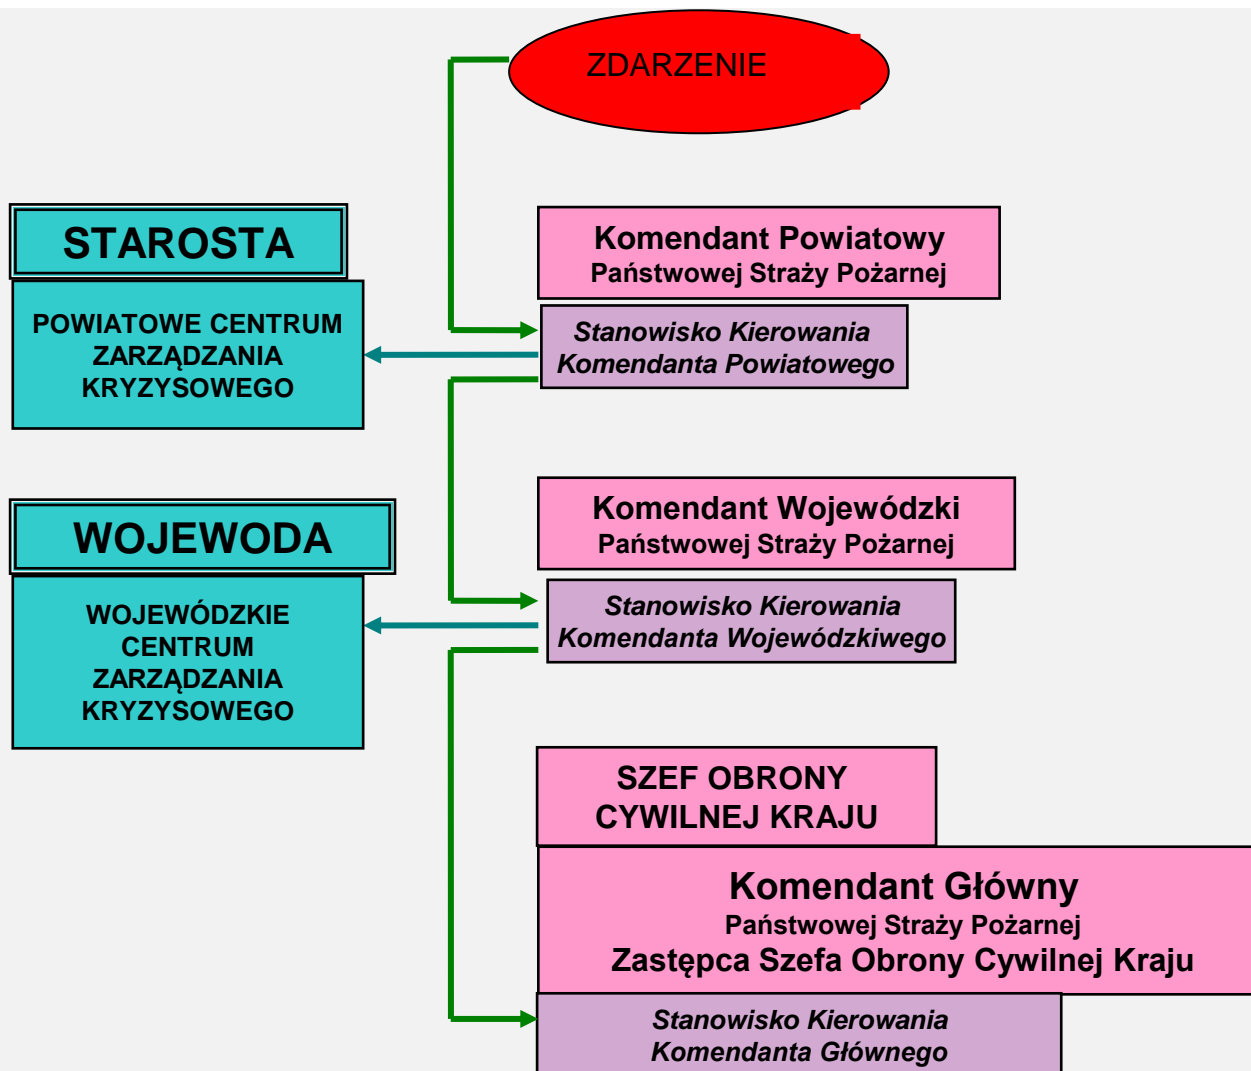 ZDARZENIE
STAROSTA
POWIATOWE CENTRUM
ZARZĄDZANIA
KRYZYSOWEGO
Komendant Powiatowy
Państwowej Straży Pożarnej
Stanowisko Kierowania
Komendanta Powiatowego
WOJEWODA
WOJEWÓDZKIE
CENTRUM
ZARZĄDZANIA
KRYZYSOWEGO
Komendant Wojewódzki
Państwowej Straży Pożarnej
Stanowisko Kierowania
Komendanta Wojewódzkiwego
SZEF OBRONY
CYWILNEJ KRAJU
Komendant Główny
Państwowej Straży Pożarnej
Zastępca Szefa Obrony Cywilnej Kraju
Stanowisko Kierowania
Komendanta Głównego